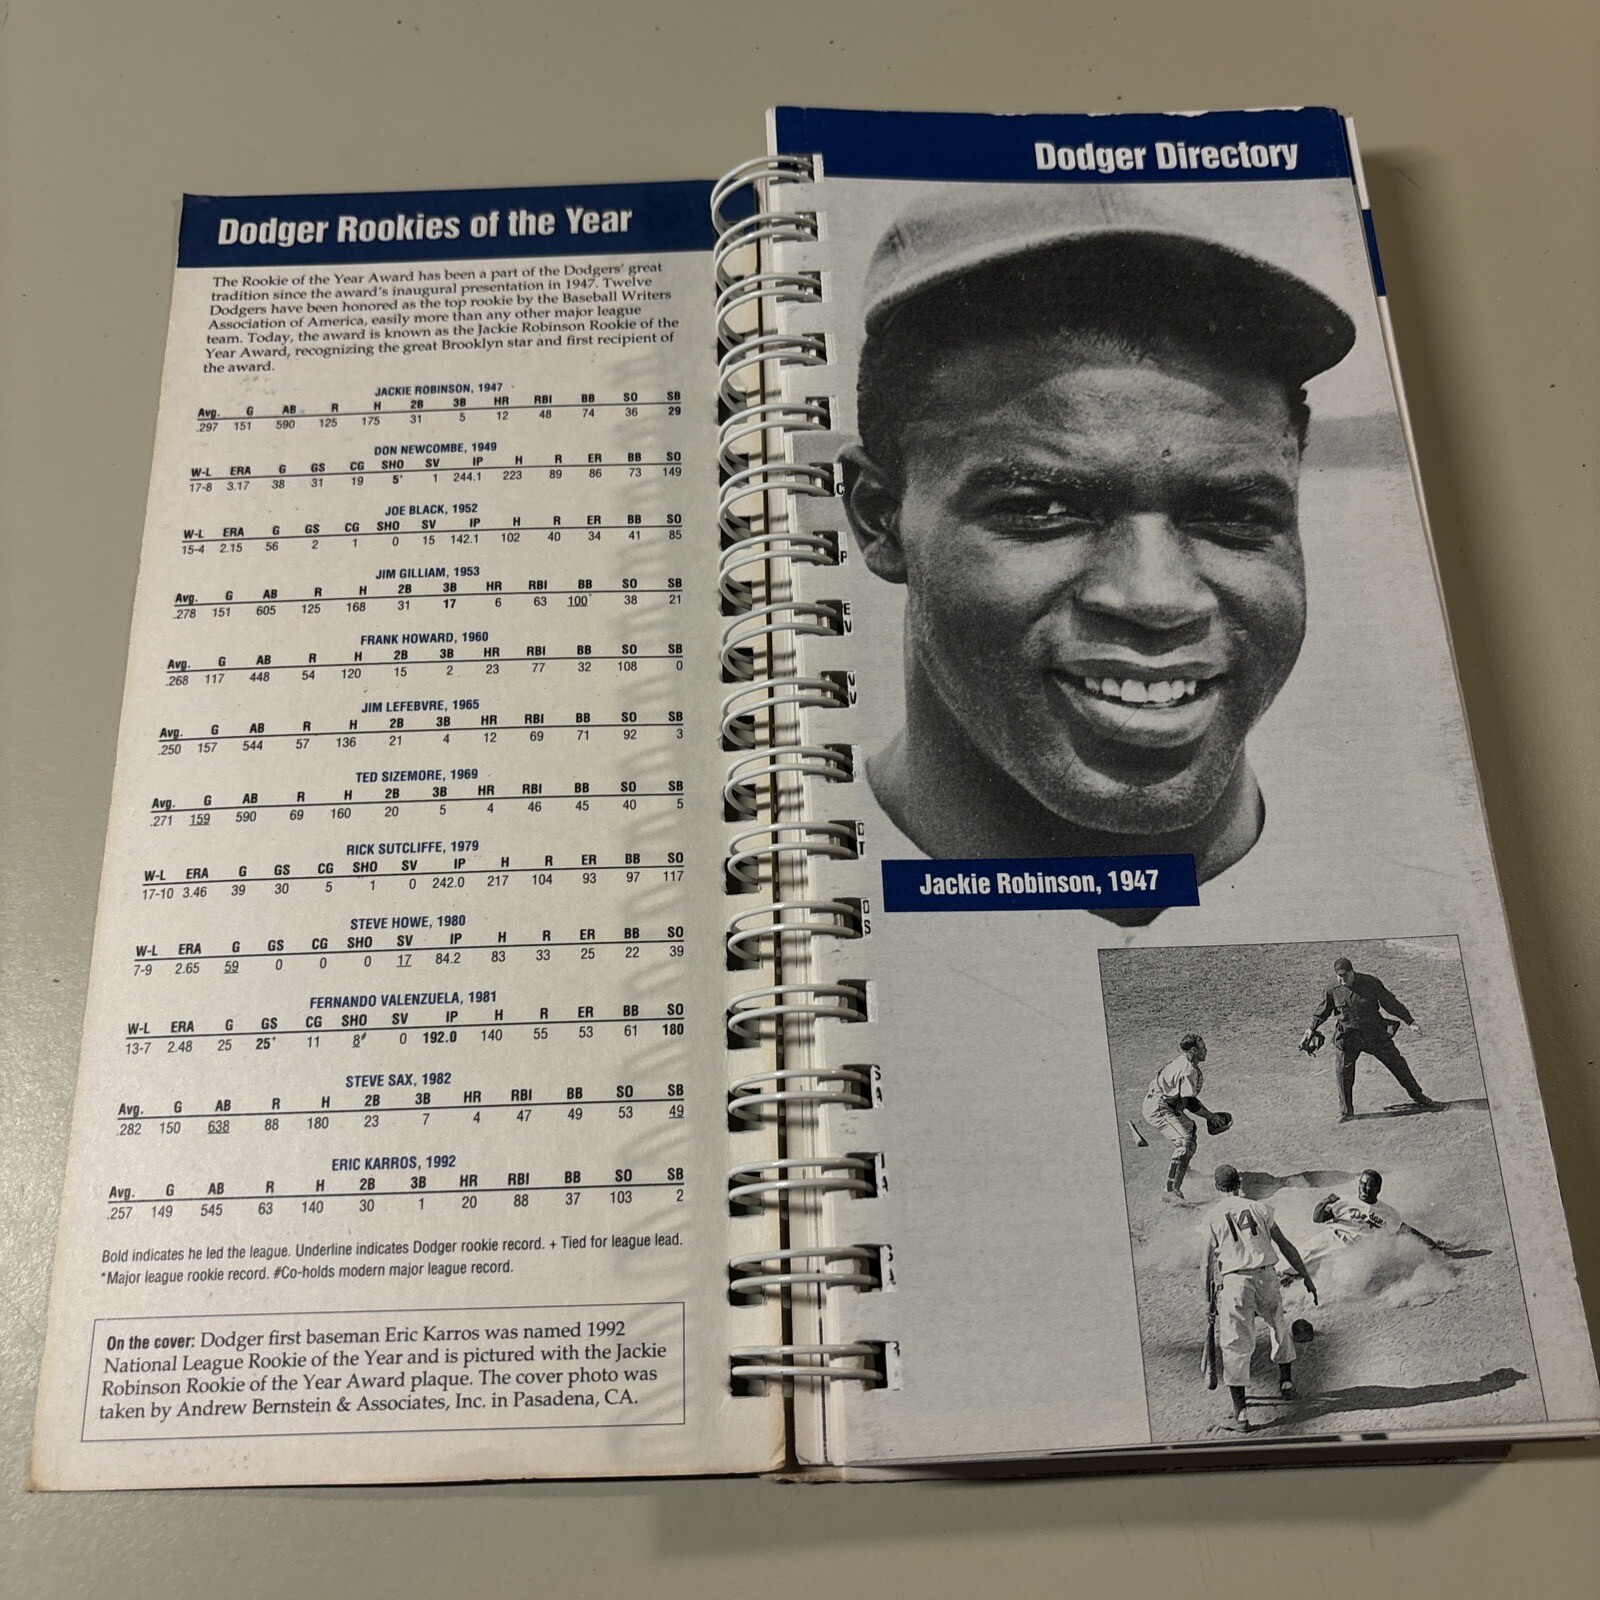 Dodger Rookies of the Year
The Rookie of the Year Award has been a part of the Dodgers' great
tradition since the award's inaugural presentation in 1947. Twelve
Dodgers have been honored as the top rookie by the Baseball Writers
Association of America, easily more than any other major league
team. Today, the award is known as the Jackie Robinson Rookie of the
Year Award, recognizing the great Brooklyn star and first recipient of
the award.
JACKIE ROBINSON, 1947
Avg. G AB R H 2B 3B HR RBI BB SO SB
.297 151 590 125 175 31 5 12 48 74 36 29
DON NEWCOMBE, 1949
W-L ERA G GS CG SHO SV IP H R ER BB SO
17-8 3.17 38 31 19 5+ 1 244.1 223 89 86 73 149
JOE BLACK, 1952
W-L ERA G GS CG SHO SV IP H R ER BB SO
15-4 2.15 56 2 1 0 15 142.1 102 40 34 41 85
JIM GILLIAM, 1953
Avg. G AB R H 2B 3B HR RBI BB SO SB
.278 151 605 125 168 31 17 6 63 100* 38 21
FRANK HOWARD, 1960
Avg. G AB R H 2B 3B HR RBI BB SO SB
.268 117 448 54 120 15 2 23 77 32 108 0
JIM LEFEBVRE, 1965
Avg. G AB R H 2B 3B HR RBI BB SO SB
.250 157 544 57 136 21 4 12 69 71 92 3
TED SIZEMORE, 1969
Avg. G AB R H 2B 3B HR RBI BB SO SB
.271 159 590 69 160 20 5 4 46 45 40 5
RICK SUTCLIFFE, 1979
W-L ERA G GS CG SHO SV IP H R ER BB SO
17-10 3.46 39 30 5 1 0 242.0 217 104 93 97 117
STEVE HOWE, 1980
W-L ERA G GS CG SHO SV IP H R ER BB SO
7-9 2.65 59 0 0 0 17 84.2 83 33 25 22 39
FERNANDO VALENZUELA, 1981
W-L ERA G GS CG SHO SV IP H R ER BB SO
13-7 2.48 25 25+ 11 8# 0 192.0 140 55 53 61 180
STEVE SAX, 1982
Avg. G AB R H 2B 3B HR RBI BB SO SB
.282 150 638 88 180 23 7 4 47 49 53 49
ERIC KARROS, 1992
Avg. G AB R H 2B 3B HR RBI BB SO SB
.257 149 545 63 140 30 1 20 88 37 103 2
Bold indicates he led the league. Underline indicates Dodger rookie record. + Tied for league lead.
*Major league rookie record. #Co-holds modern major league record.
On the cover: Dodger first baseman Eric Karros was named 1992
National League Rookie of the Year and is pictured with the Jackie
Robinson Rookie of the Year Award plaque. The cover photo was
taken by Andrew Bernstein & Associates, Inc. in Pasadena, CA.
Dodger Directory
Jackie Robinson, 1947
14
Dodgers